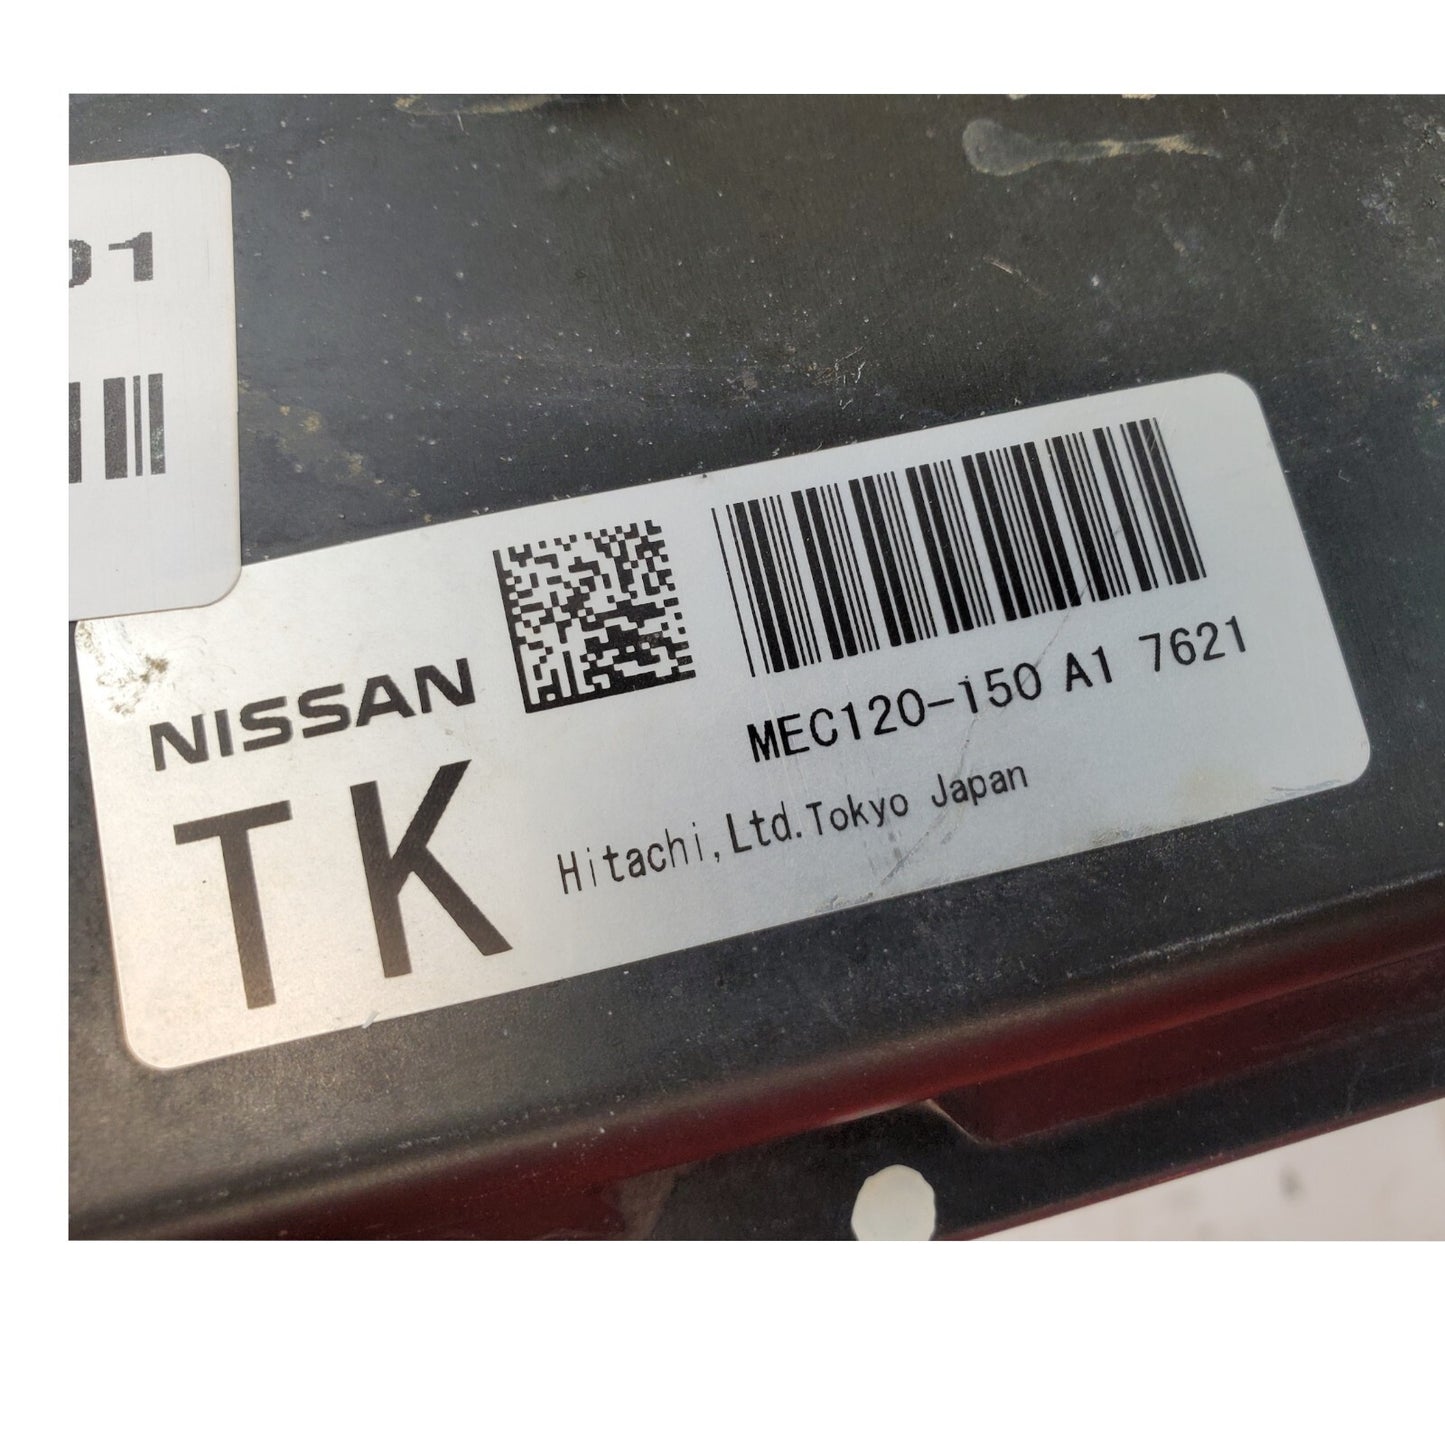 01
NISSAN
TK
MEC120-150 A1 7621
Hitachi,Ltd.Tokyo Japan